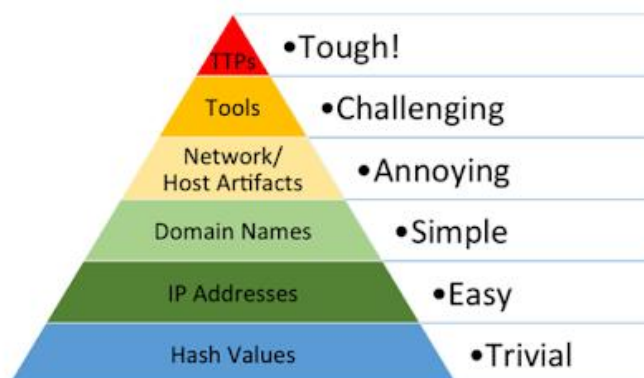 TTPs
•Tough!
Tools
•Challenging
Network/
Host Artifacts
•Annoying
Domain Names
•Simple
IP Addresses
•Easy
Hash Values
•Trivial